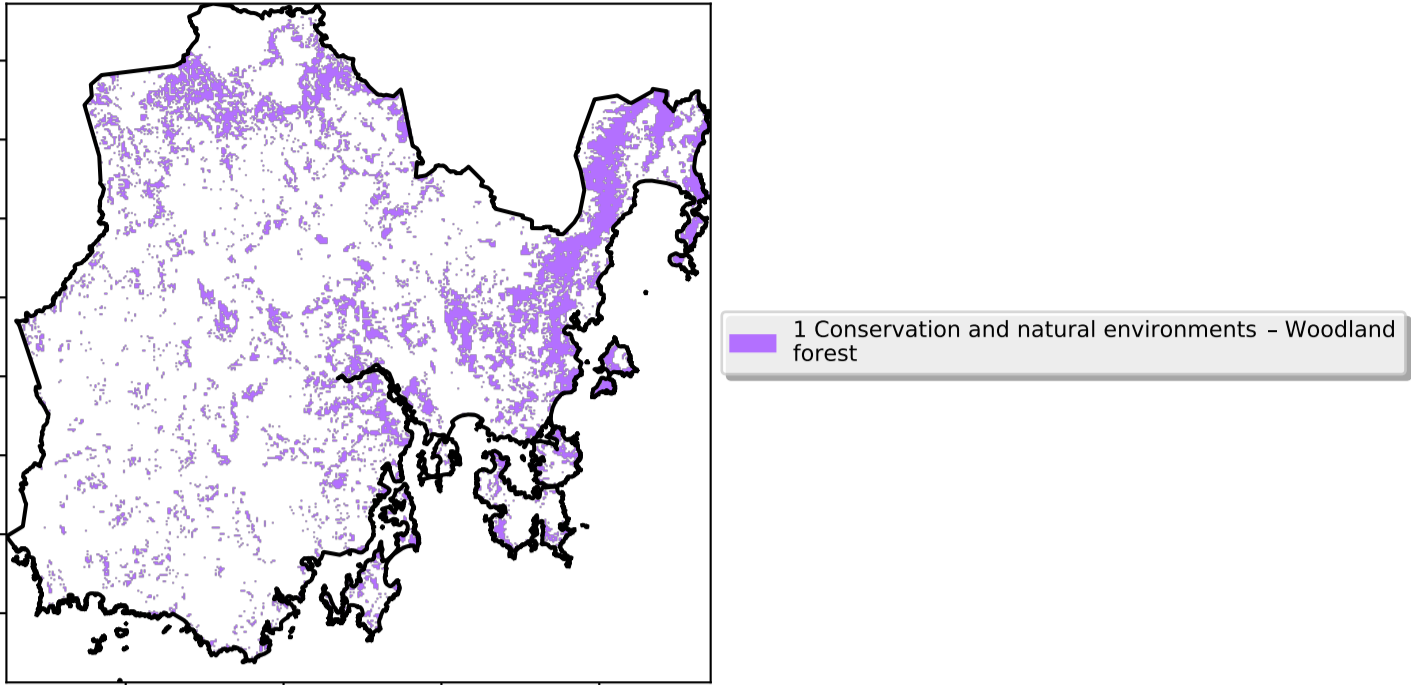 1 Conservation and natural environments – Woodland
forest